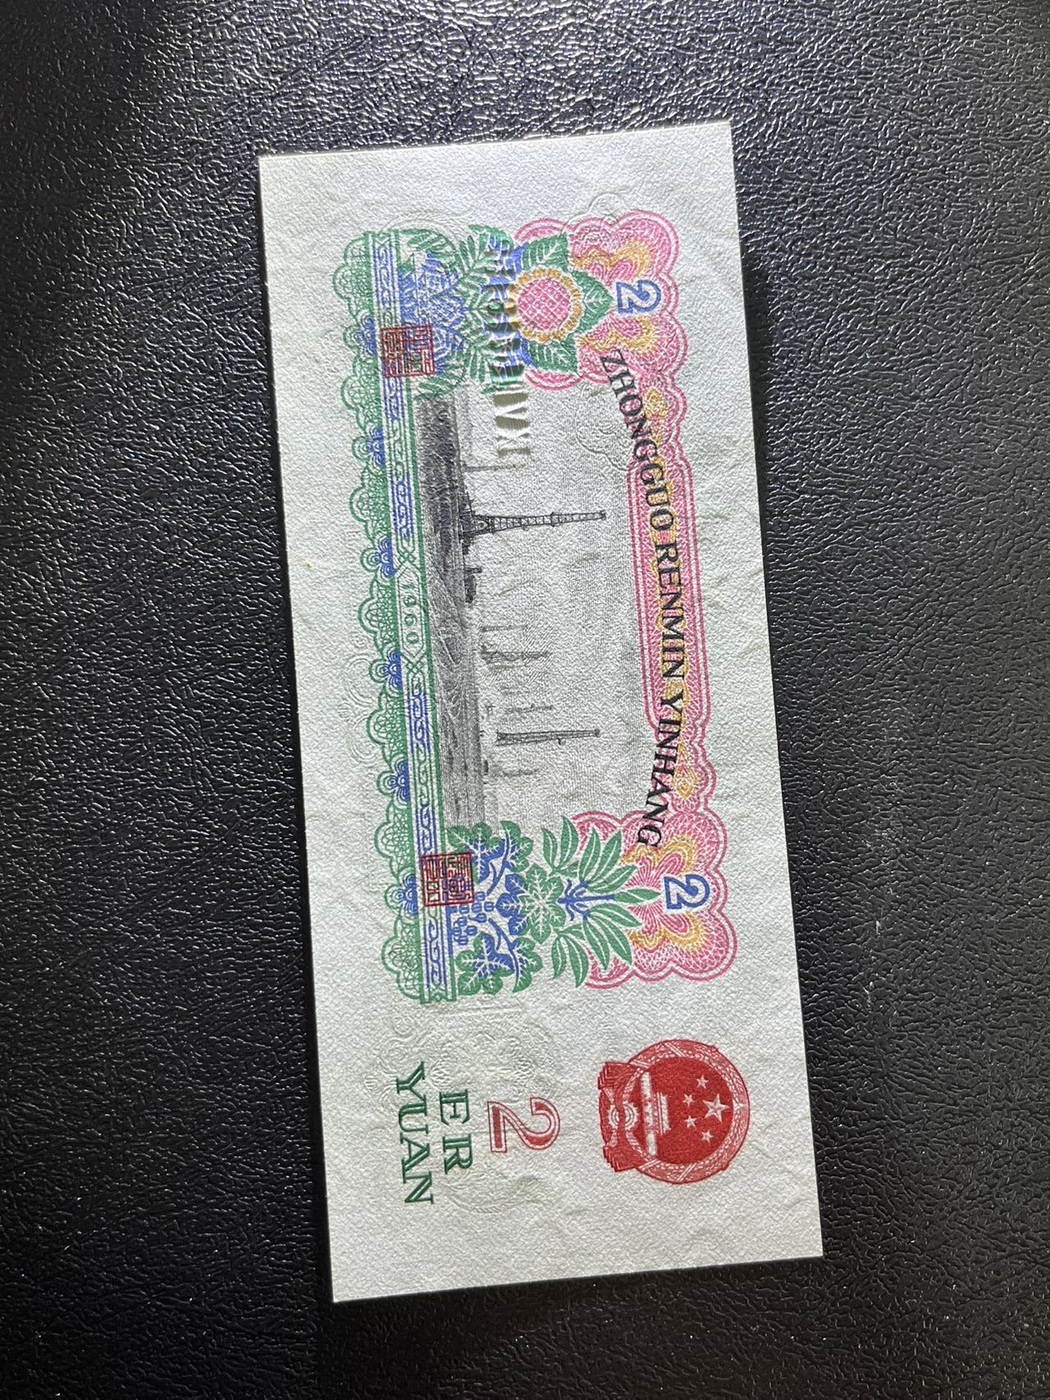 ZHONGGUO RENMIN YINHANG
2
2
2
ER
YUAN
1960